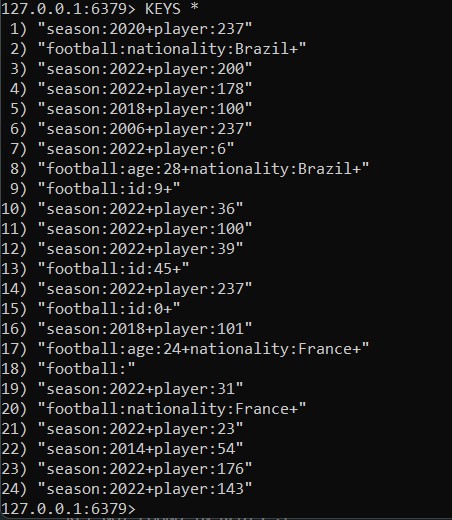 127.0.0.1:6379> KEYS *
1) "season:2020+player:237"
2) "football:nationality:Brazil+"
3) "season:2022+player:200"
4) "season:2022+player:178"
5) "season:2018+player:100"
6) "season:2006+player:237"
7) "season:2022+player:6"
8) "football:age:28+nationality:Brazil+"
9) "football:id:9+"
10) "season:2022+player:36"
11) "season:2022+player:100"
12) "season:2022+player:39"
13) "football:id:45+"
14) "season:2022+player:237"
15) "football:id:0+"
16) "season:2018+player:101"
17) "football:age:24+nationality:France+"
18) "football:"
19) "season:2022+player:31"
20) "football:nationality:France+"
21) "season:2022+player:23"
22) "season:2014+player:54"
23) "season:2022+player:176"
24) "season:2022+player:143"
127.0.0.1:6379>